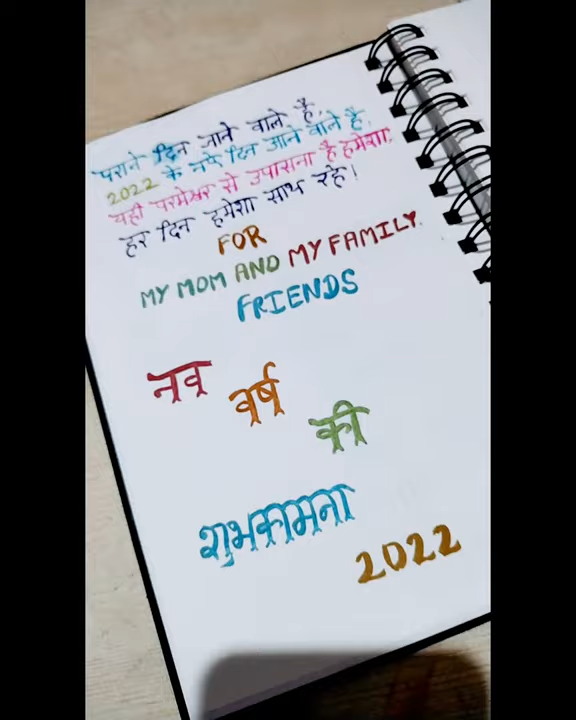 पुराने दिन जाने वाले है,
2022 के नए दिन आने वाले है.
यही परमेश्वर से उपासना है हमेशा
हर दिन हमेशा साथ रहे!
FOR
MY MOM AND MY FAMILY
FRIENDS
नव वर्ष की
शुभकामना
2022